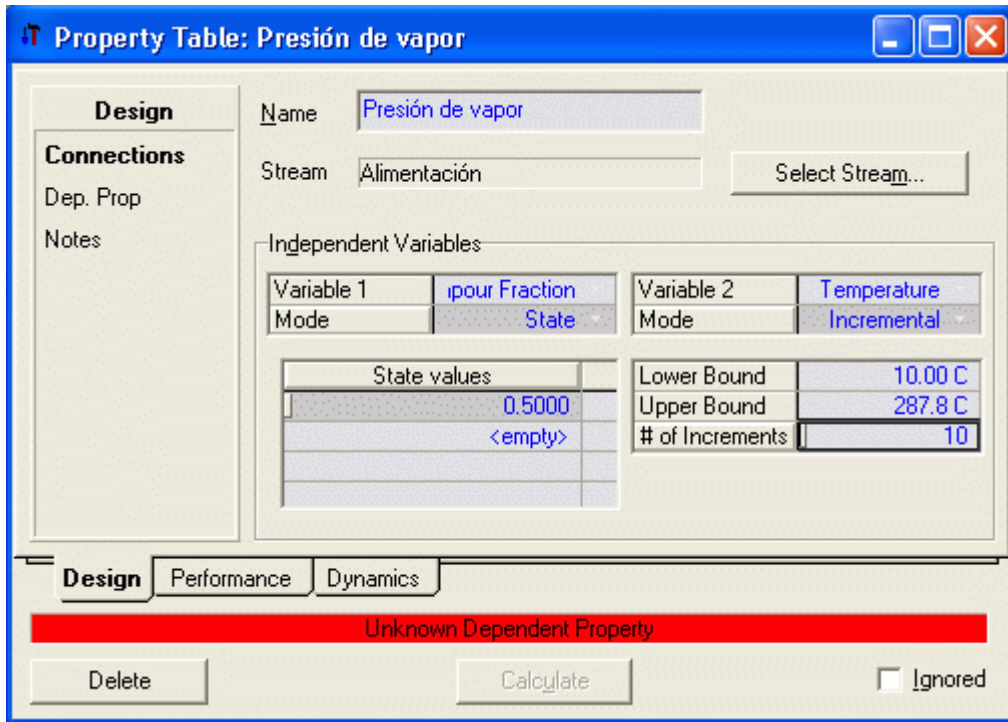 Property Table: Presión de vapor
Design
Connections
Dep. Prop
Notes
Name Presión de vapor
Stream Alimentación Select Stream...
Independent Variables
Variable 1 ıpour Fraction
Mode State
Variable 2 Temperature
Mode Incremental
State values
0.5000
<empty>
Lower Bound 10.00 C
Upper Bound 287.8 C
# of Increments 10
Design Performance Dynamics
Unknown Dependent Property
Delete Calculate Ignored